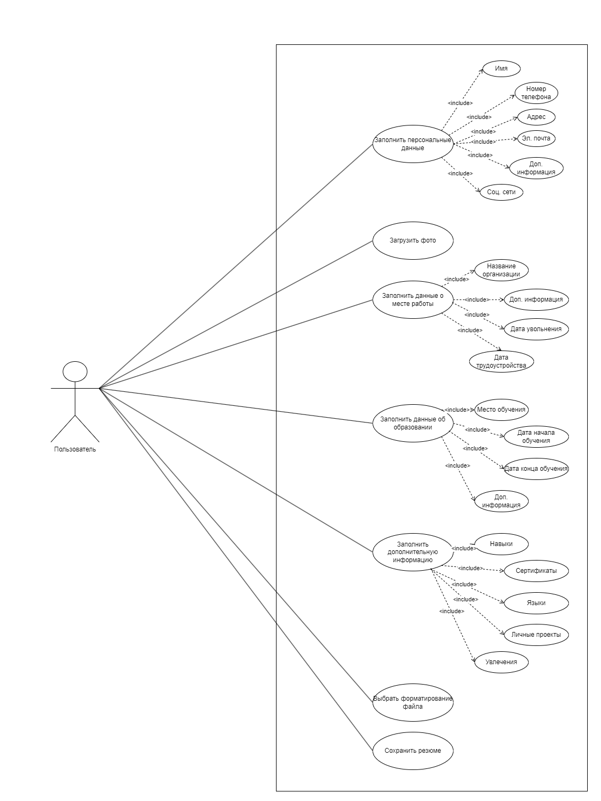 Имя
<include>
Номер
телефона
<include>
Адрес
<include>
Эл. почта
<include>
Заполнить персональные
данные
Доп.
информация
<include>
Соц. сети
<include>
Загрузить фото
Название
организации
<include>
Заполнить данные о
месте работы
Доп. информация
<include>
Дата увольнения
<include>
Дата
трудоустройства
<include>
Пользователь
Заполнить данные об
образовании
Место обучения
<include>
Дата начала
обучения
<include>
Дата конца обучения
<include>
Доп.
информация
<include>
Заполнить
дополнительную
информацию
Навыки
<include>
Сертификаты
<include>
Языки
<include>
Личные проекты
<include>
Увлечения
<include>
Выбрать форматирование
файла
Сохранить резюме